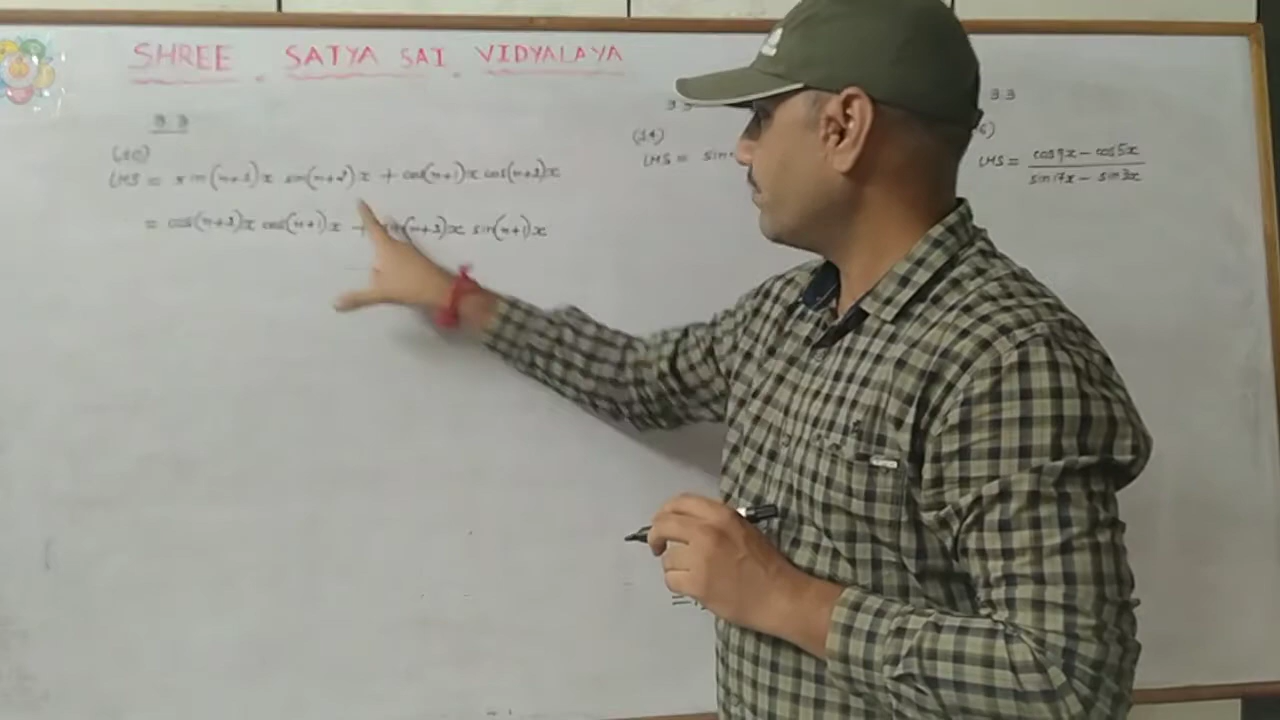 SHREE SATYA SAI VIDYALAYA
3.3
(10)
LHS = sin(n+1)x sin(n+2)x + cos(n+1)x cos(n+2)x
= cos(n+2)x cos(n+1)x + sin(n+2)x sin(n+1)x
3.3
(14)
LHS = sin
3.3
6)
LHS = cos9x - cos5x
sin17x - sin3x